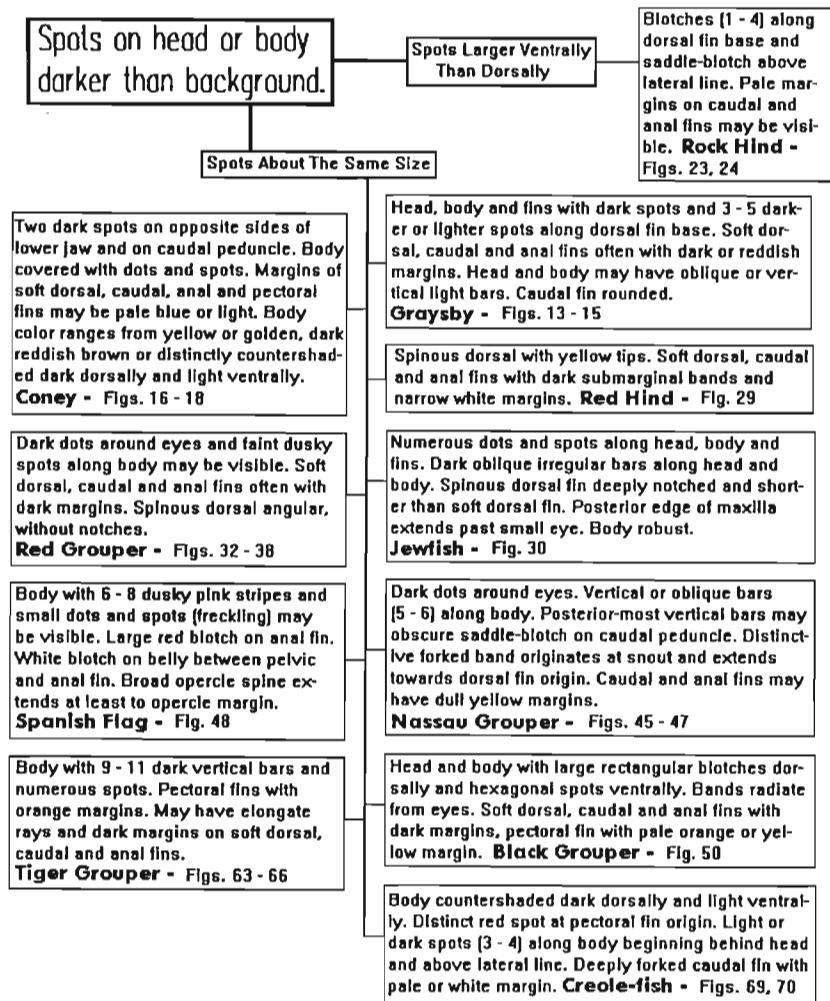 Spots on head or body
darker than background.
Spots Larger Ventrally
Than Dorsally
Blotches (1 - 4) along
dorsal fin base and
saddle-blotch above
lateral line. Pale mar-
gins on caudal and
anal fins may be visi-
ble. Rock Hind -
Figs. 23, 24
Spots About The Same Size
Two dark spots on opposite sides of
lower jaw and on caudal peduncle. Body
covered with dots and spots. Margins of
soft dorsal, caudal, anal and pectoral
fins may be pale blue or light. Body
color ranges from yellow or golden, dark
reddish brown or distinctly countershad-
ed dark dorsally and light ventrally.
Coney - Figs. 16 - 18
Head, body and fins with dark spots and 3 - 5 dark-
er or lighter spots along dorsal fin base. Soft dor-
sal, caudal and anal fins often with dark or reddish
margins. Head and body may have oblique or ver-
tical light bars. Caudal fin rounded.
Graysby - Figs. 13 - 15
Spinous dorsal with yellow tips. Soft dorsal, caudal
and anal fins with dark submarginal bands and
narrow white margins. Red Hind - Fig. 29
Dark dots around eyes and faint dusky
spots along body may be visible. Soft
dorsal, caudal and anal fins often with
dark margins. Spinous dorsal angular,
without notches.
Red Grouper - Figs. 32 - 38
Numerous dots and spots along head, body and
fins. Dark oblique irregular bars along head and
body. Spinous dorsal fin deeply notched and short-
er than soft dorsal fin. Posterior edge of maxilla
extends past small eye. Body robust.
Jewfish - Fig. 30
Body with 6 - 8 dusky pink stripes and
small dots and spots (freckling) may
be visible. Large red blotch on anal fin.
White blotch on belly between pelvic
and anal fin. Broad opercle spine ex-
tends at least to opercle margin.
Spanish Flag - Fig. 48
Dark dots around eyes. Vertical or oblique bars
(5 - 6) along body. Posterior-most vertical bars may
obscure saddle-blotch on caudal peduncle. Distinct-
ive forked band originates at snout and extends
towards dorsal fin origin. Caudal and anal fins may
have dull yellow margins.
Nassau Grouper - Figs. 45 - 47
Body with 9 - 11 dark vertical bars and
numerous spots. Pectoral fins with
orange margins. May have elongate
rays and dark margins on soft dorsal,
caudal and anal fins.
Tiger Grouper - Figs. 63 - 66
Head and body with large rectangular blotches dor-
sally and hexagonal spots ventrally. Bands radiate
from eyes. Soft dorsal, caudal and anal fins with
dark margins, pectoral fin with pale orange or yel-
low margin. Black Grouper - Fig. 50
Body countershaded dark dorsally and light ventral-
ly. Distinct red spot at pectoral fin origin. Light or
dark spots (3 - 4) along body beginning behind head
and above lateral line. Deeply forked caudal fin with
pale or white margin. Creole-fish - Figs. 69, 70